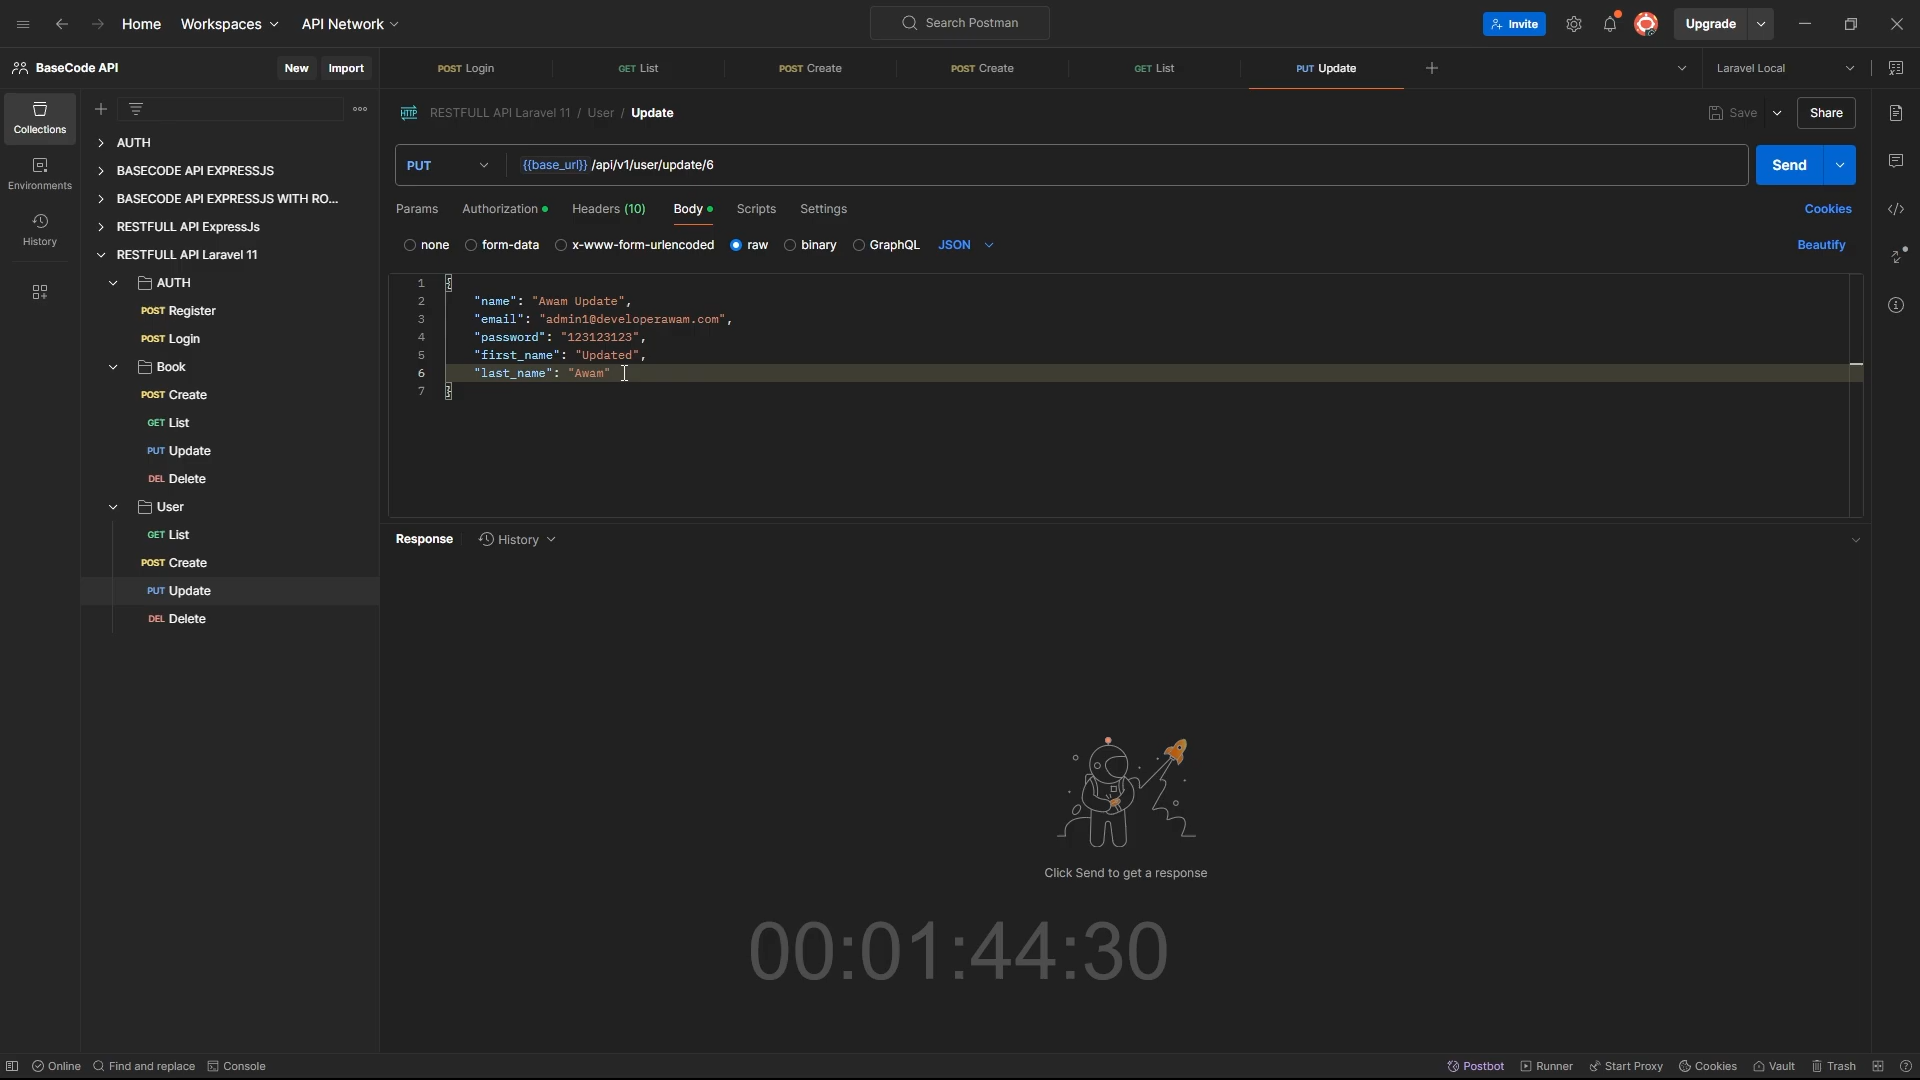 Home Workspaces API Network Search Postman Invite Upgrade
BaseCode API New Import
POST Login GET List POST Create POST Create GET List PUT Update Laravel Local
Collections
Environments
History
AUTH
BASECODE API EXPRESSJS
BASECODE API EXPRESSJS WITH RO...
RESTFULL API ExpressJs
RESTFULL API Laravel 11
AUTH
POST Register
POST Login
Book
POST Create
GET List
PUT Update
DEL Delete
User
GET List
POST Create
PUT Update
DEL Delete
HTTP RESTFULL API Laravel 11 / User / Update Save Share
PUT {{base_url}} /api/v1/user/update/6 Send
Params Authorization Headers (10) Body Scripts Settings Cookies
none form-data x-www-form-urlencoded raw binary GraphQL JSON Beautify
1 {
2 "name": "Awam Update",
3 "email": "admin1@developerawam.com",
4 "password": "123123123",
5 "first_name": "Updated",
6 "last_name": "Awam"
7 }
Response History
Click Send to get a response
00:01:44:30
Online Find and replace Console Postbot Runner Start Proxy Cookies Vault Trash